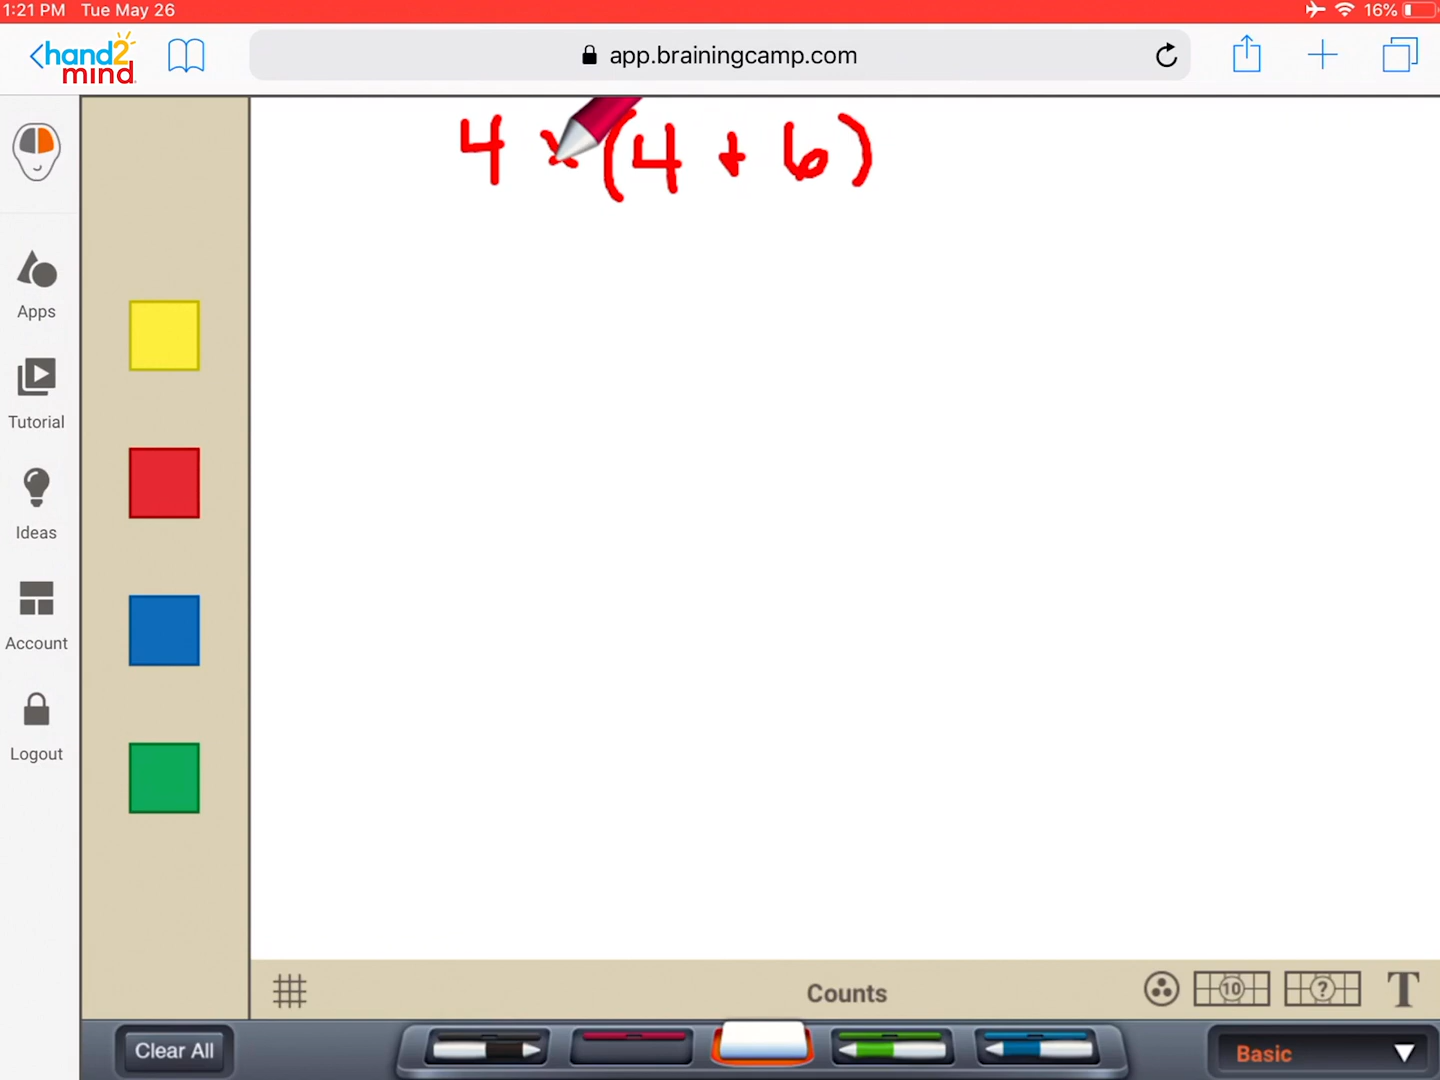 1:21 PM Tue May 26 16%
hand2mind app.brainingcamp.com
4 × (4 + 6)
Apps
Tutorial
Ideas
Account
Logout
Counts 10 ? T
Clear All Basic